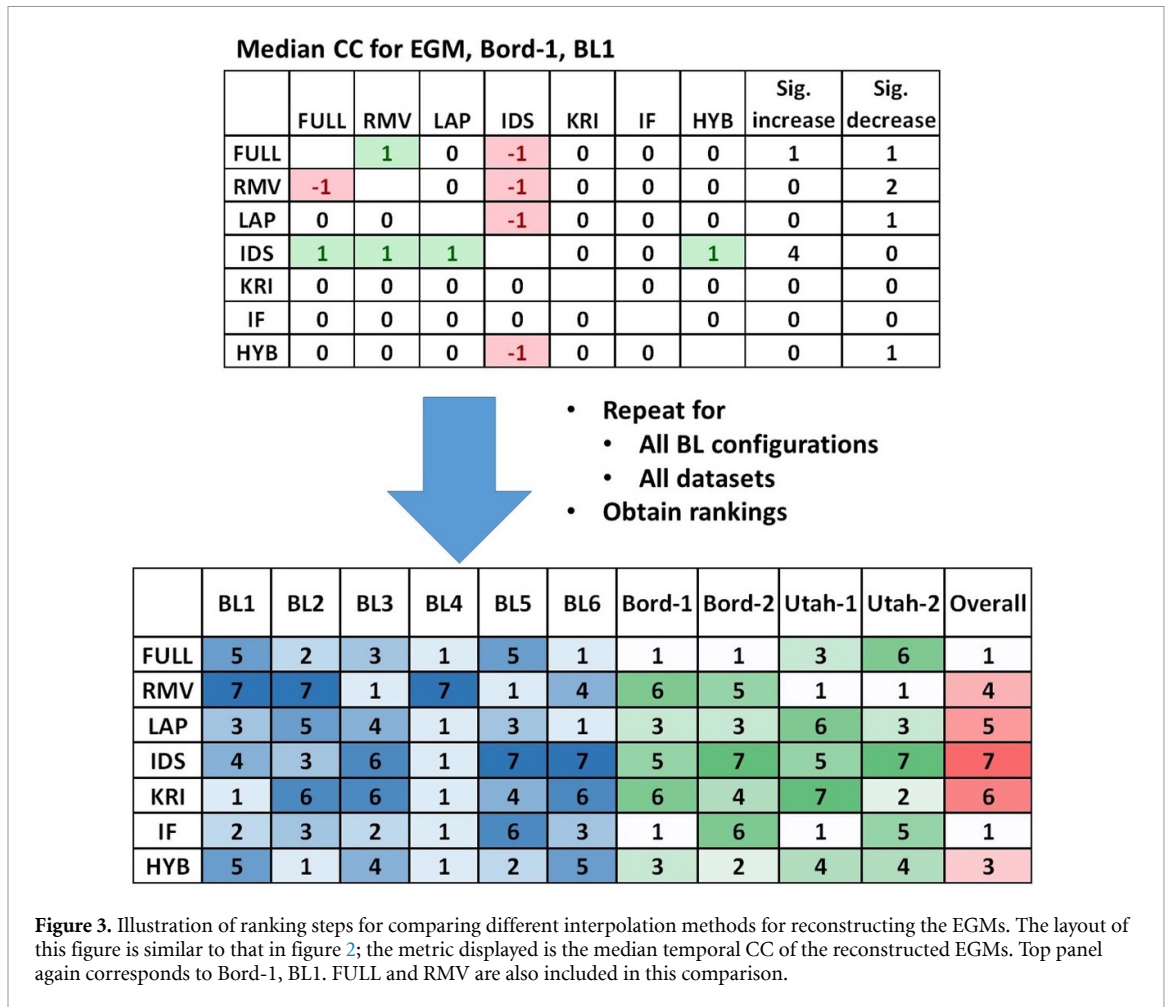 Median CC for EGM, Bord-1, BL1
FULL RMV LAP IDS KRI IF HYB Sig. increase Sig. decrease
FULL 1 0 -1 0 0 0 1 1
RMV -1 0 -1 0 0 0 0 2
LAP 0 0 -1 0 0 0 0 1
IDS 1 1 1 0 0 1 4 0
KRI 0 0 0 0 0 0 0 0
IF 0 0 0 0 0 0 0 0
HYB 0 0 0 -1 0 0 0 1
• Repeat for
• All BL configurations
• All datasets
• Obtain rankings
BL1 BL2 BL3 BL4 BL5 BL6 Bord-1 Bord-2 Utah-1 Utah-2 Overall
FULL 5 2 3 1 5 1 1 1 3 6 1
RMV 7 7 1 7 1 4 6 5 1 1 4
LAP 3 5 4 1 3 1 3 3 6 3 5
IDS 4 3 6 1 7 7 5 7 5 7 7
KRI 1 6 6 1 4 6 6 4 7 2 6
IF 2 3 2 1 6 3 1 6 1 5 1
HYB 5 1 4 1 2 5 3 2 4 4 3
Figure 3. Illustration of ranking steps for comparing different interpolation methods for reconstructing the EGMs. The layout of
this figure is similar to that in figure 2; the metric displayed is the median temporal CC of the reconstructed EGMs. Top panel
again corresponds to Bord-1, BL1. FULL and RMV are also included in this comparison.